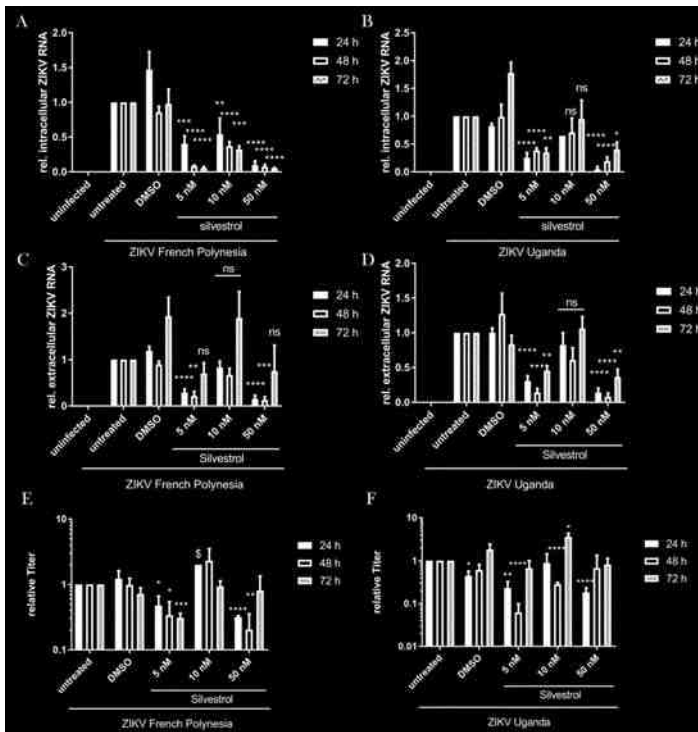 A
rel. intracellular ZIKV RNA
2.0
1.5
1.0
0.5
0.0
24 h
48 h
72 h
***
****
****
**
****
***
****
****
****
uninfected
untreated
DMSO
5 nM
10 nM
50 nM
silvestrol
ZIKV French Polynesia
B
rel. intracellular ZIKV RNA
2.0
1.5
1.0
0.5
0.0
24 h
48 h
72 h
ns
ns
****
****
**
****
****
*
uninfected
untreated
DMSO
5 nM
10 nM
50 nM
silvestrol
ZIKV Uganda
C
rel. extracellular ZIKV RNA
3
2
1
0
24 h
48 h
72 h
ns
ns
ns
****
**
****
***
uninfected
untreated
DMSO
5 nM
10 nM
50 nM
Silvestrol
ZIKV French Polynesia
D
rel. extracellular ZIKV RNA
2.0
1.5
1.0
0.5
0.0
24 h
48 h
72 h
ns
****
****
**
****
****
**
uninfected
untreated
DMSO
5 nM
10 nM
50 nM
Silvestrol
ZIKV Uganda
E
relative Titer
10
1
0.1
24 h
48 h
72 h
$
*
*
***
****
**
untreated
DMSO
5 nM
10 nM
50 nM
Silvestrol
ZIKV French Polynesia
F
relative Titer
10
1
0.1
0.01
24 h
48 h
72 h
*
**
****
*
****
*
****
untreated
DMSO
5 nM
10 nM
50 nM
Silvestrol
ZIKV Uganda